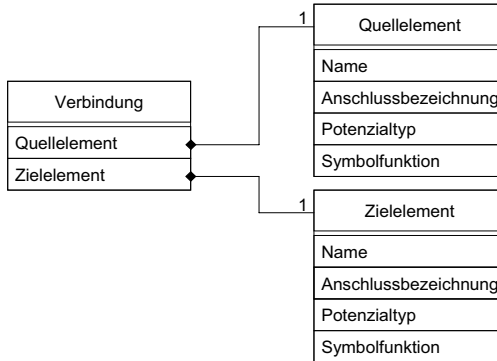 Verbindung
Quellelement
Zielelement
1
Quellelement
Name
Anschlussbezeichnung
Potenzialtyp
Symbolfunktion
1
Zielelement
Name
Anschlussbezeichnung
Potenzialtyp
Symbolfunktion